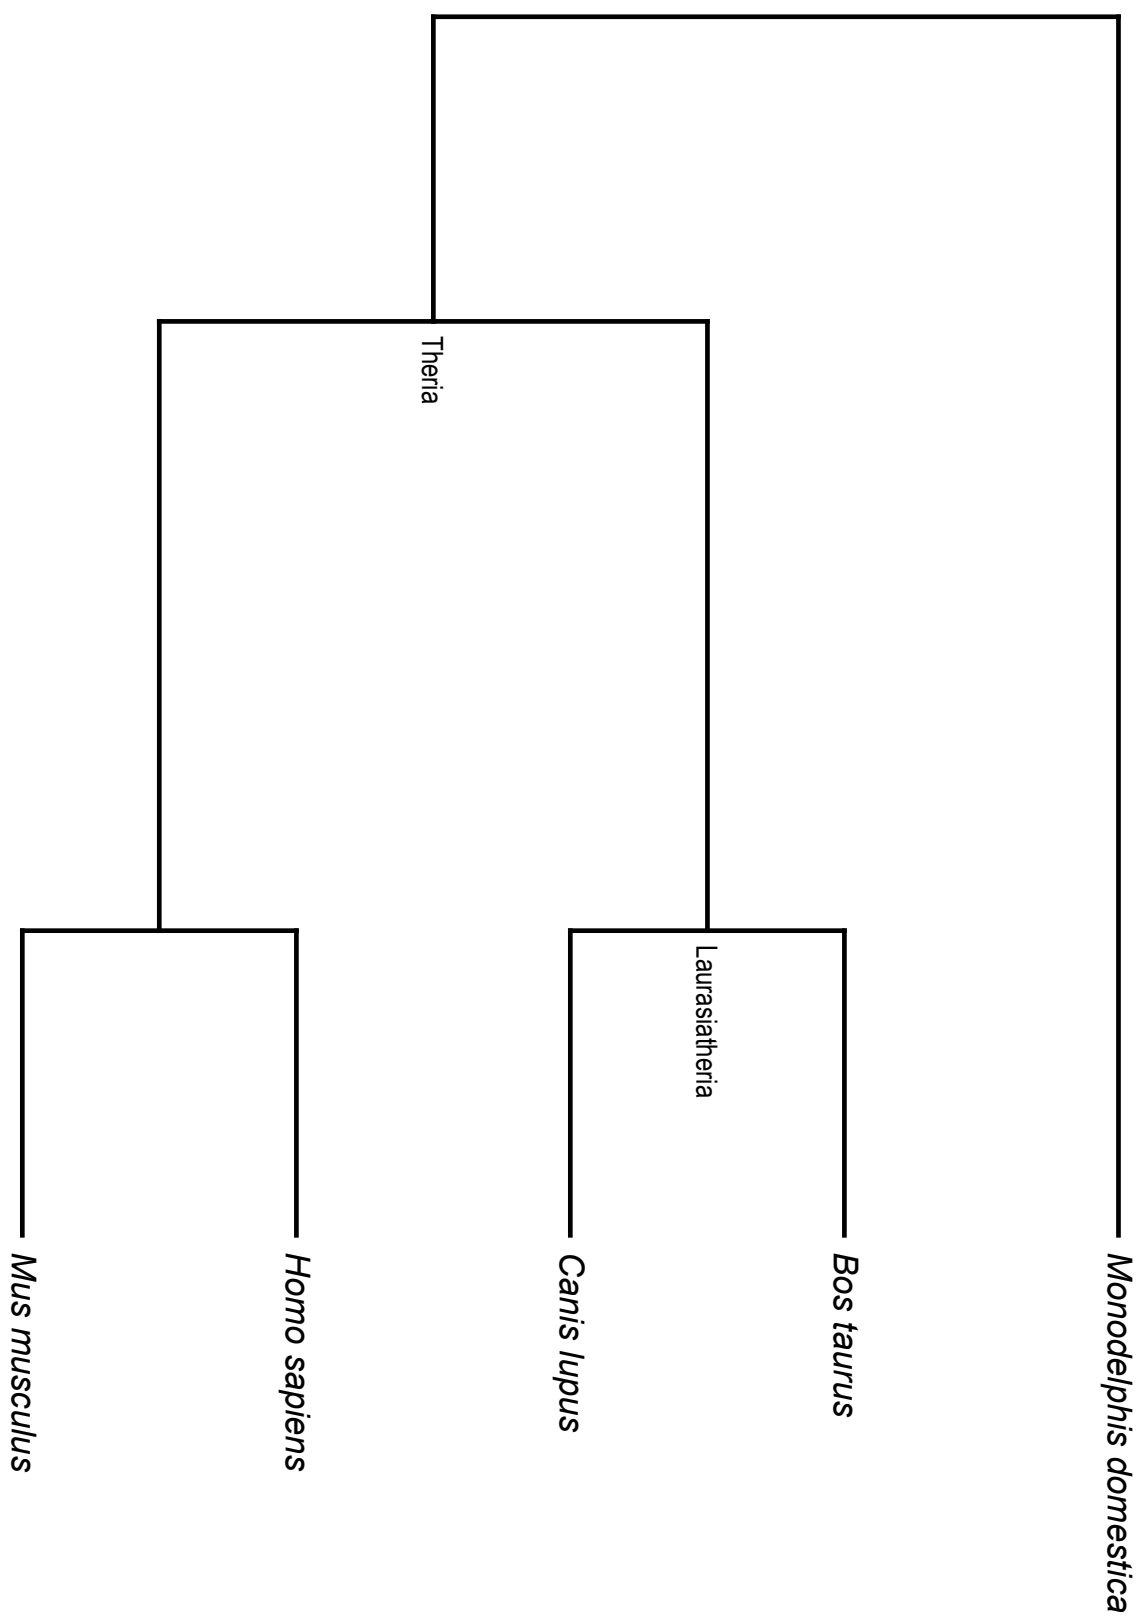 Theria
Laurasiatheria
Mus musculus
Homo sapiens
Canis lupus
Bos taurus
Monodelphis domestica